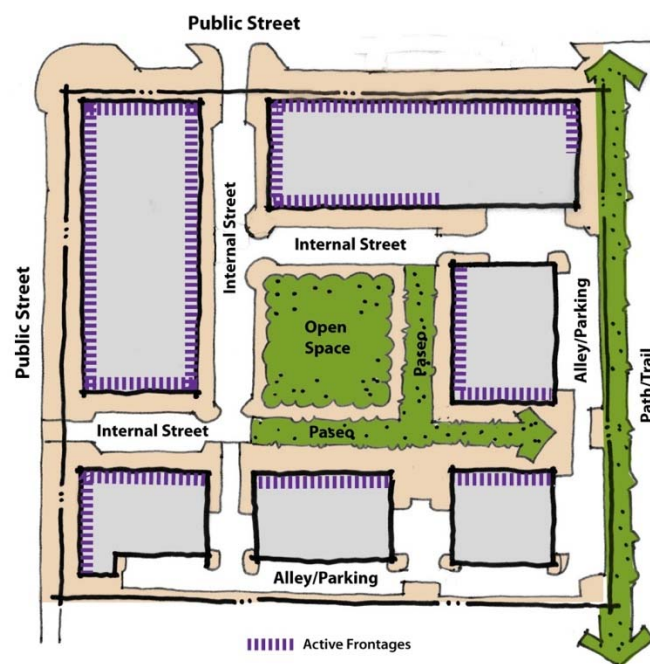 Public Street
Internal Street
Internal Street
Public Street
Open
Space
Paseo
Alley/Parking
Path/Trail
Internal Street
Paseo
Alley/Parking
Active Frontages